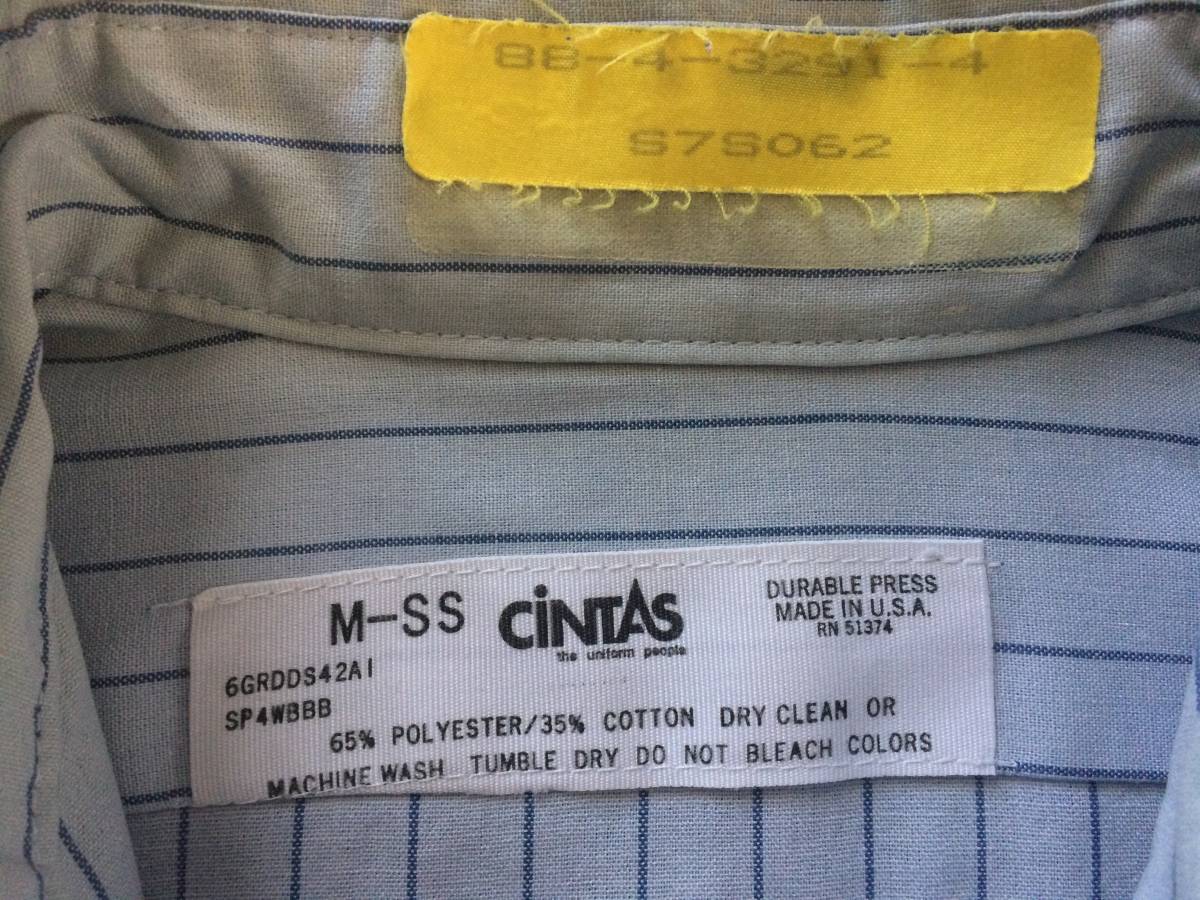 88-4-3291-4
S7S062
M-SS CiNTAS
the uniform people
DURABLE PRESS
MADE IN U.S.A.
RN 51374
6GRDDS42A1
SP4WBBB
65% POLYESTER/35% COTTON DRY CLEAN OR
MACHINE WASH TUMBLE DRY DO NOT BLEACH COLORS